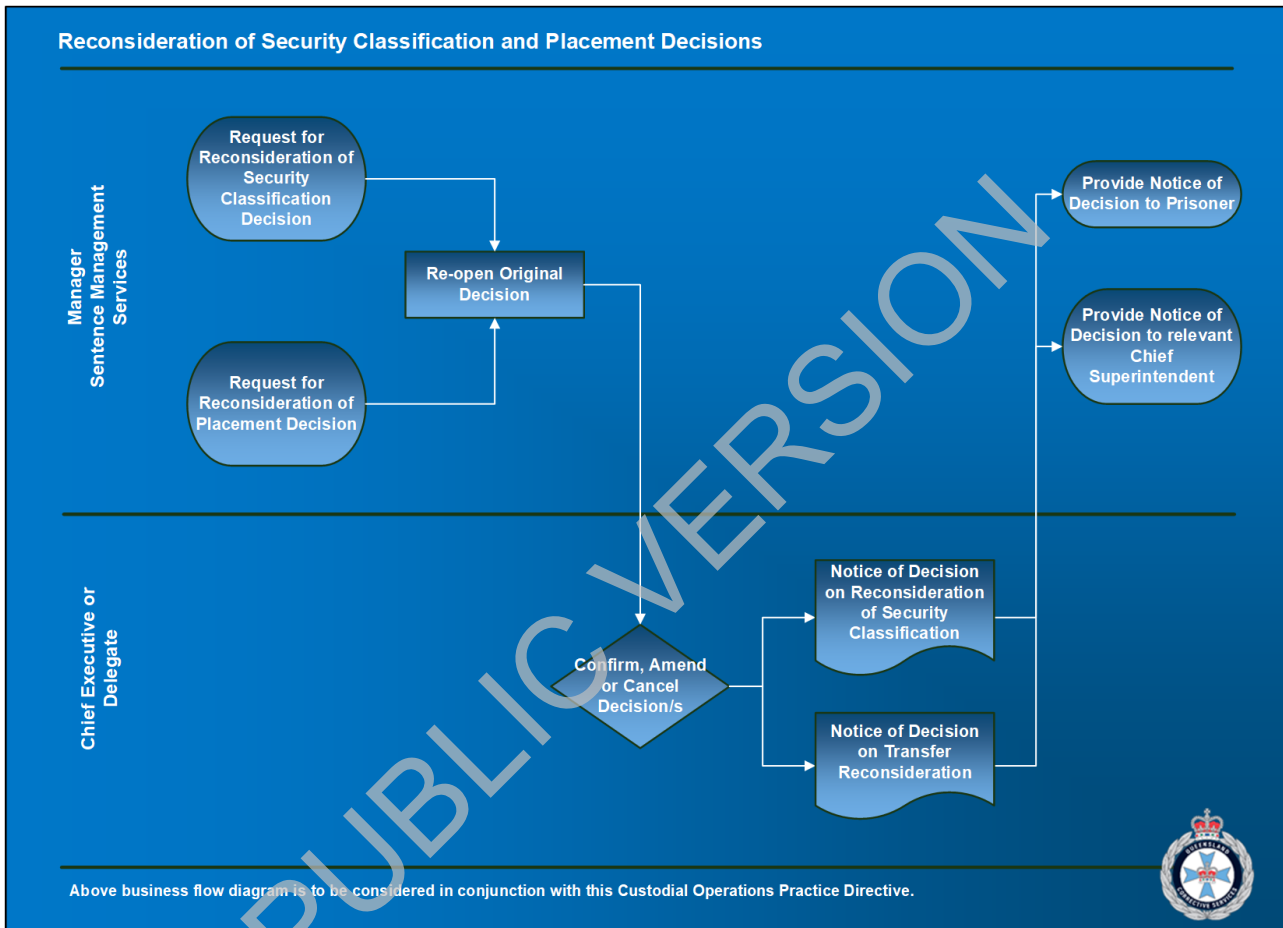 Reconsideration of Security Classification and Placement Decisions
Manager
Sentence Management
Services
Request for
Reconsideration of
Security
Classification
Decision
Re-open Original
Decision
Request for
Reconsideration of
Placement Decision
Provide Notice of
Decision to Prisoner
Provide Notice of
Decision to relevant
Chief
Superintendent
Chief Executive or
Delegate
Confirm, Amend
or Cancel
Decision/s
Notice of Decision
on Reconsideration
of Security
Classification
Notice of Decision
on Transfer
Reconsideration
PUBLIC VERSION
Above business flow diagram is to be considered in conjunction with this Custodial Operations Practice Directive.
QUEENSLAND
CORRECTIVE SERVICES